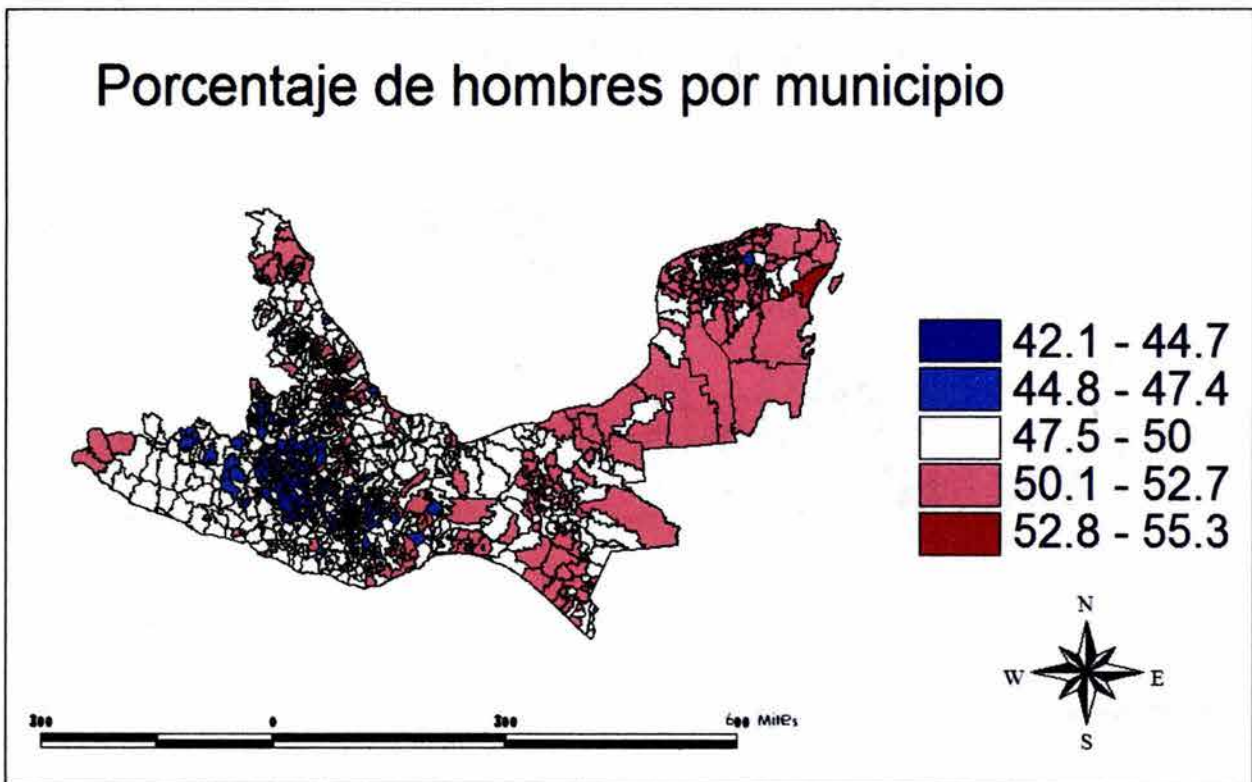 Porcentaje de hombres por municipio
42.1 - 44.7
44.8 - 47.4
47.5 - 50
50.1 - 52.7
52.8 - 55.3
N
W E
S
300 0 300 600 Miles